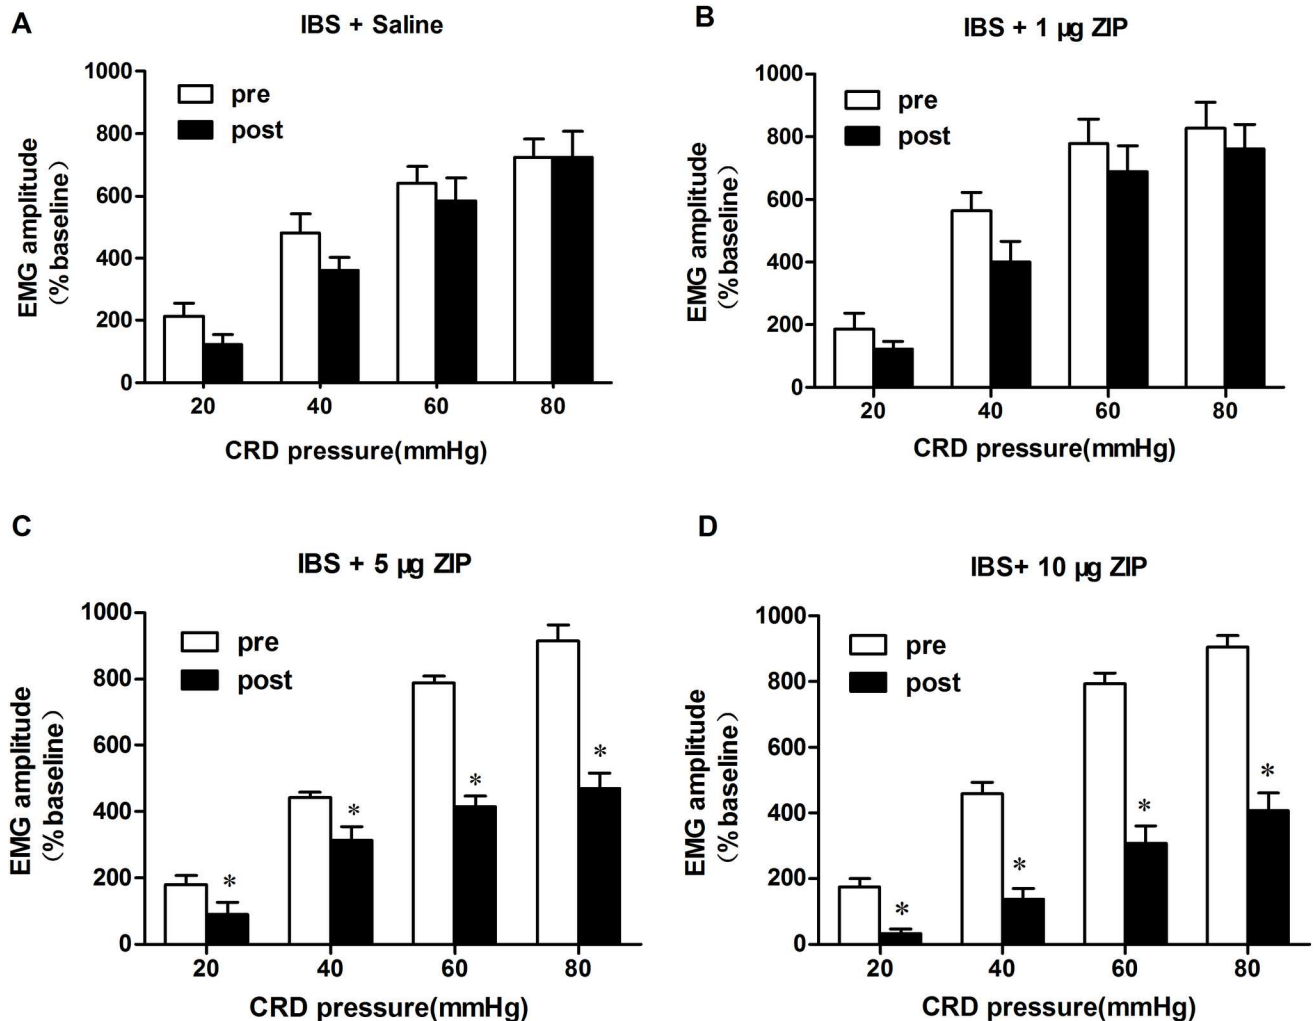 A
IBS + Saline
1000
800
600
400
200
0
EMG amplitude
(%baseline)
pre
post
20 40 60 80
CRD pressure(mmHg)
B
IBS + 1 µg ZIP
1000
800
600
400
200
0
EMG amplitude
(%baseline)
pre
post
20 40 60 80
CRD pressure(mmHg)
C
IBS + 5 µg ZIP
1000
800
600
400
200
0
EMG amplitude
(%baseline)
pre
post
*
*
*
*
20 40 60 80
CRD pressure(mmHg)
D
IBS+ 10 µg ZIP
1000
800
600
400
200
0
EMG amplitude
(%baseline)
pre
post
*
*
*
*
20 40 60 80
CRD pressure(mmHg)